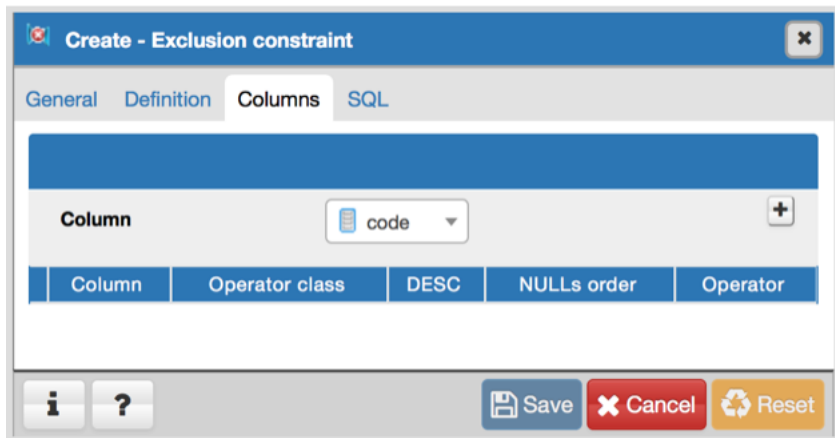 Create - Exclusion constraint
General Definition Columns SQL
Column code
Column Operator class DESC NULLs order Operator
i ? Save Cancel Reset